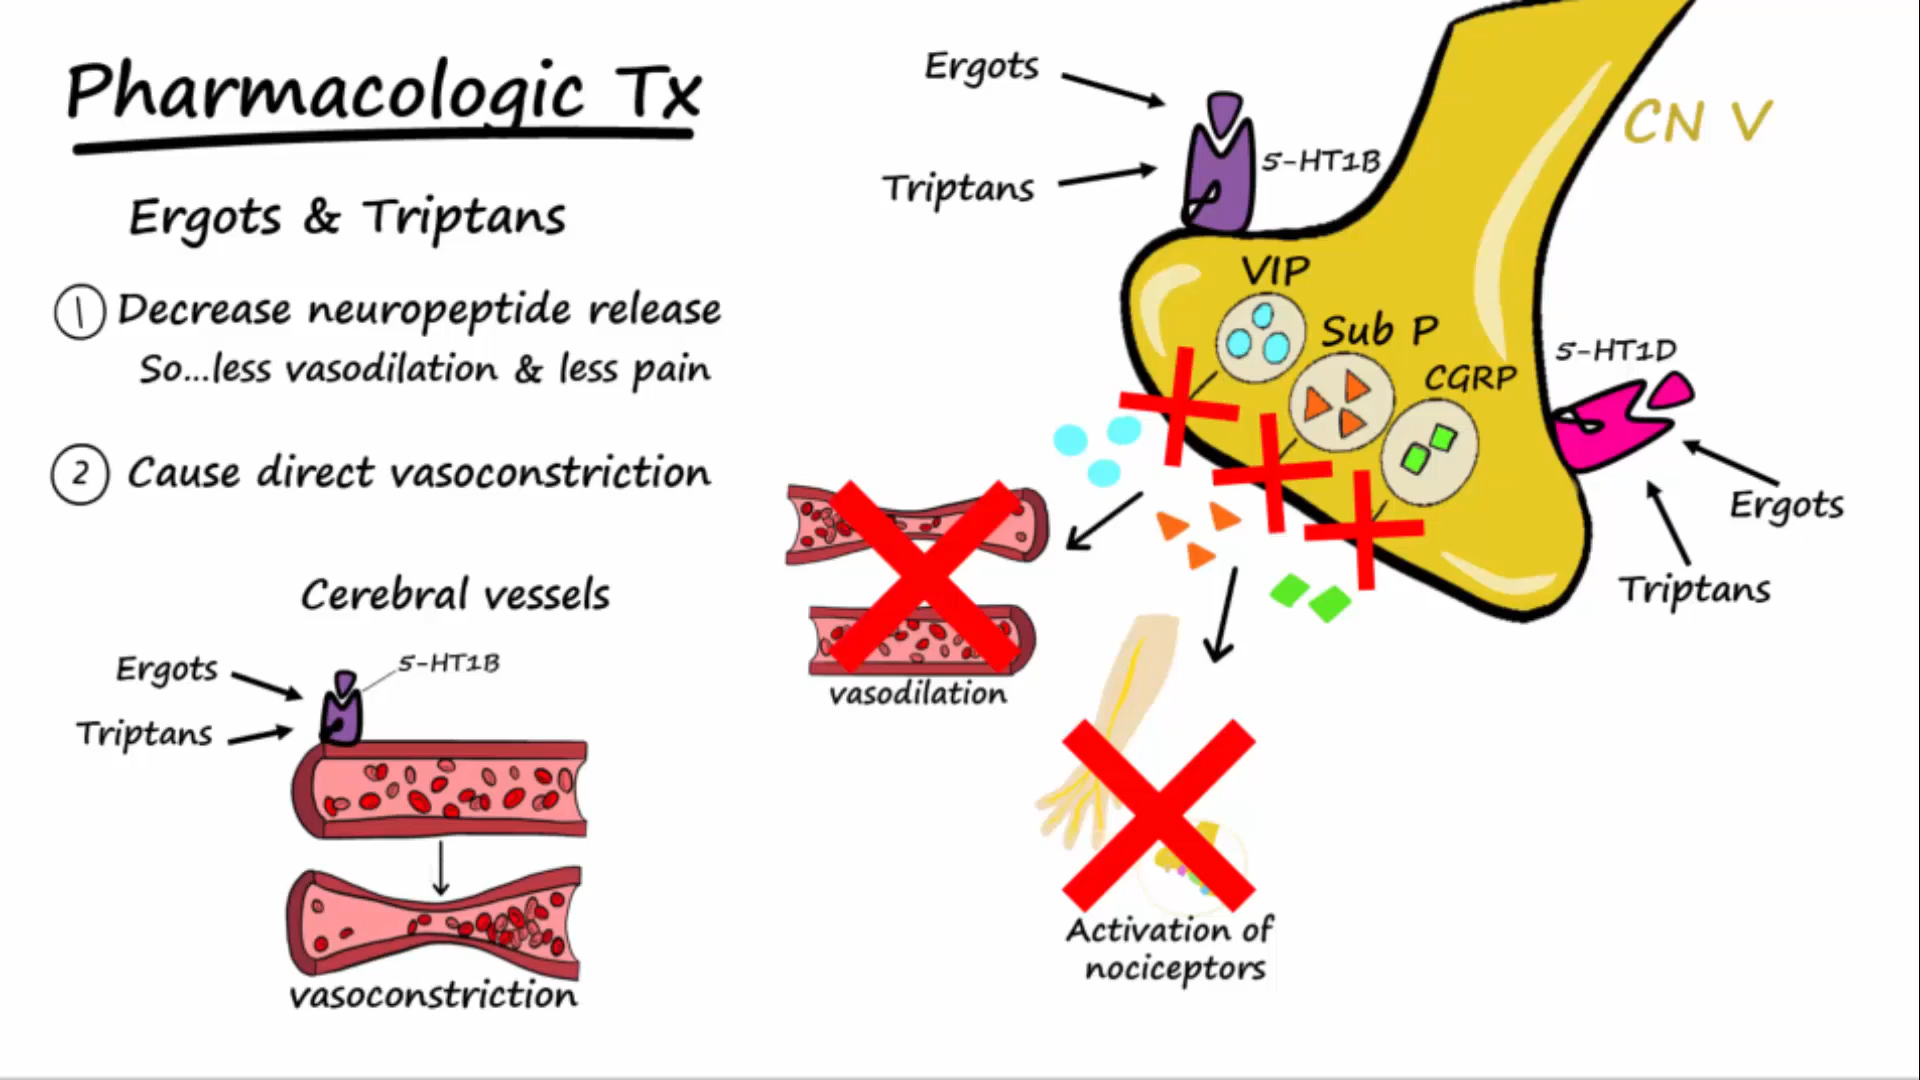 Pharmacologic Tx
Ergots & Triptans
1 Decrease neuropeptide release
So...less vasodilation & less pain
2 Cause direct vasoconstriction
Cerebral vessels
Ergots
5-HT1B
Triptans
vasoconstriction
Ergots
Triptans
5-HT1B
CN V
VIP
Sub P
CGRP
5-HT1D
Ergots
Triptans
vasodilation
Activation of
nociceptors